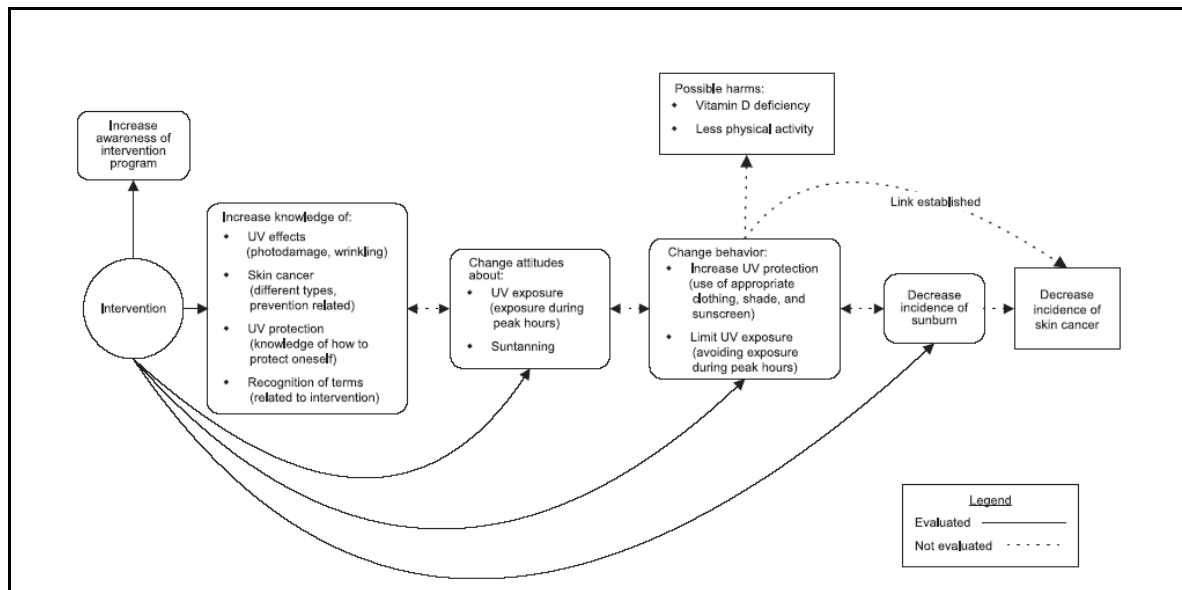 Increase
awareness of
intervention
program
Intervention
Increase knowledge of:
◆ UV effects
(photodamage, wrinkling)
◆ Skin cancer
(different types,
prevention related)
◆ UV protection
(knowledge of how to
protect oneself)
◆ Recognition of terms
(related to intervention)
Change attitudes
about:
◆ UV exposure
(exposure during
peak hours)
◆ Suntanning
Possible harms:
◆ Vitamin D deficiency
◆ Less physical activity
Link established
Change behavior:
◆ Increase UV protection
(use of appropriate
clothing, shade, and
sunscreen)
◆ Limit UV exposure
(avoiding exposure
during peak hours)
Decrease
incidence of
sunburn
Decrease
incidence of
skin cancer
Legend
Evaluated
Not evaluated